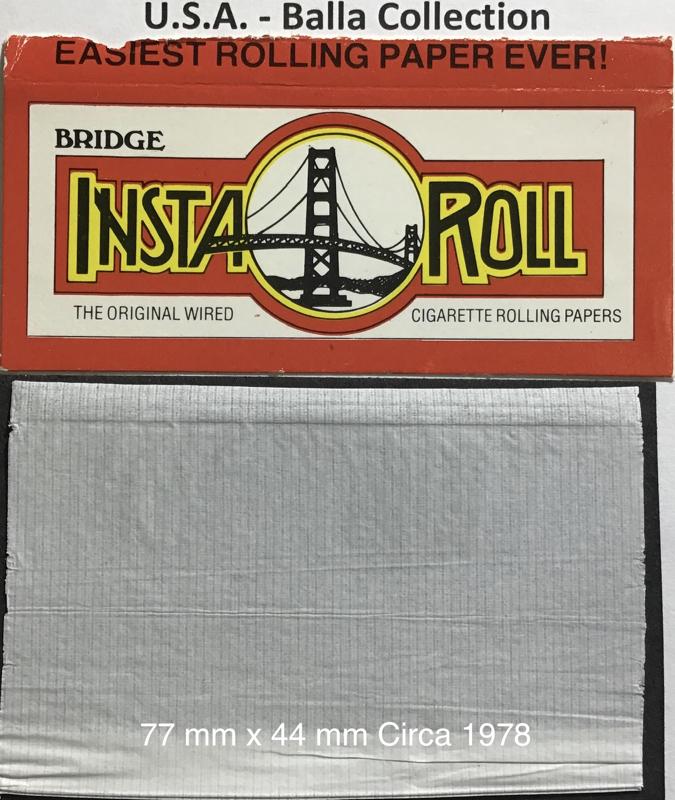 U.S.A. - Balla Collection
EASIEST ROLLING PAPER EVER!
BRIDGE
INSTA ROLL
THE ORIGINAL WIRED CIGARETTE ROLLING PAPERS
77 mm x 44 mm Circa 1978